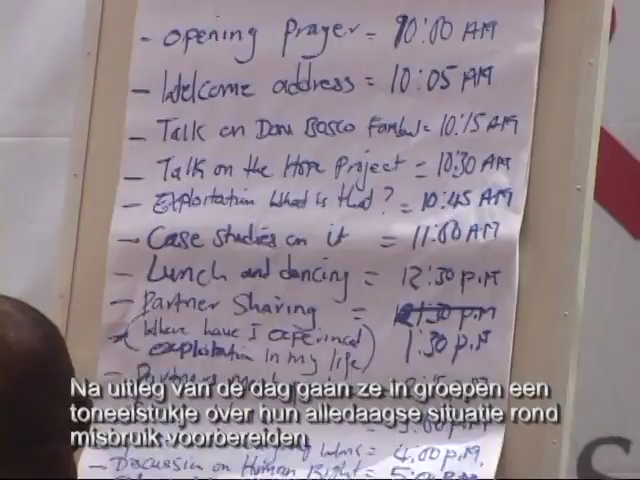 - Opening Prayer = 10:00 AM
- Welcome address = 10:05 AM
- Talk on Don Bosco Fambul = 10:15 AM
- Talk on the Hope Project = 10:30 AM
- Exploitation What is that? = 10:45 AM
- Case studies on it = 11:00 AM
- Lunch and dancing = 12:30 p.m
- Partner Sharing =
(Where have I experienced 1:30 p.m
exploitation in my life)
Na uitleg van de dag gaan ze in groepen een
toneelstukje over hun alledaagse situatie rond
misbruik voorbereiden
= 4:00 p.m.
- Discussion on Human Right =